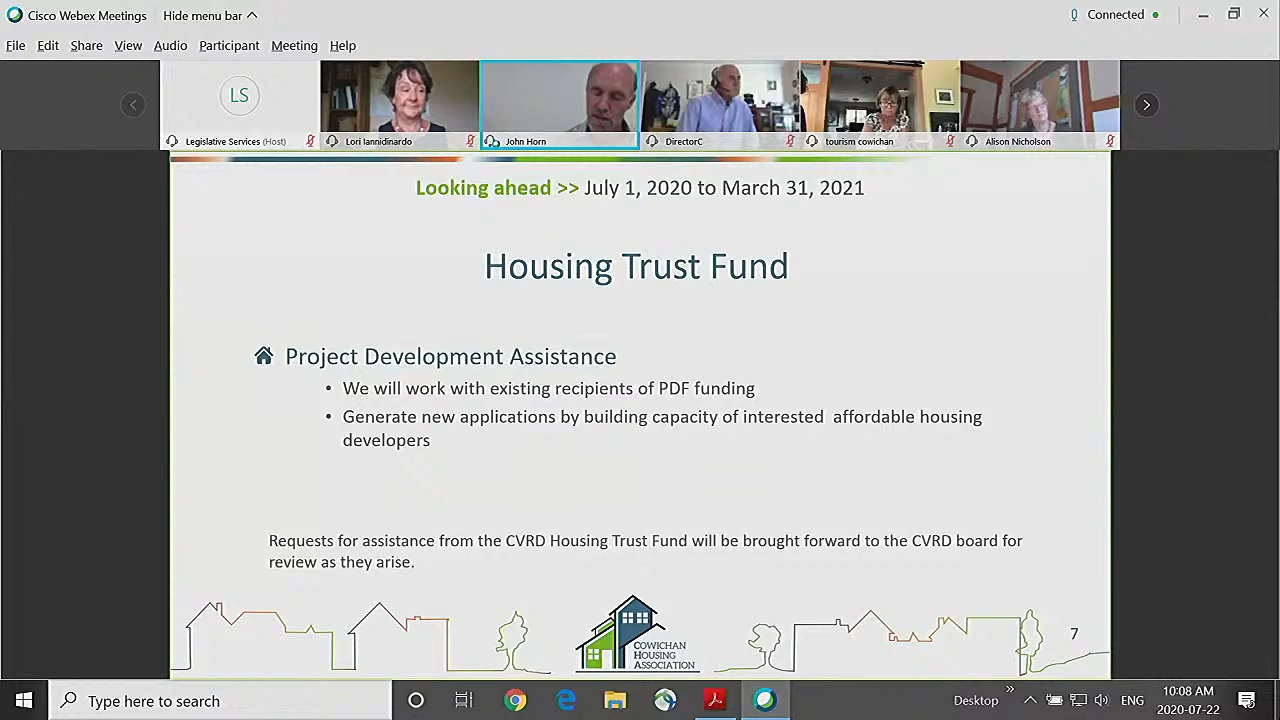 Cisco Webex Meetings
Hide menu bar
Connected
File Edit Share View Audio Participant Meeting Help
LS
Legislative Services (Host)
Lori Iannidinardo
John Horn
DirectorC
tourism cowichan
Alison Nicholson
Looking ahead >> July 1, 2020 to March 31, 2021
Housing Trust Fund
Project Development Assistance
• We will work with existing recipients of PDF funding
• Generate new applications by building capacity of interested affordable housing
developers
Requests for assistance from the CVRD Housing Trust Fund will be brought forward to the CVRD board for
review as they arise.
COWICHAN
HOUSING
ASSOCIATION
7
Type here to search
Desktop
ENG
10:08 AM
2020-07-22